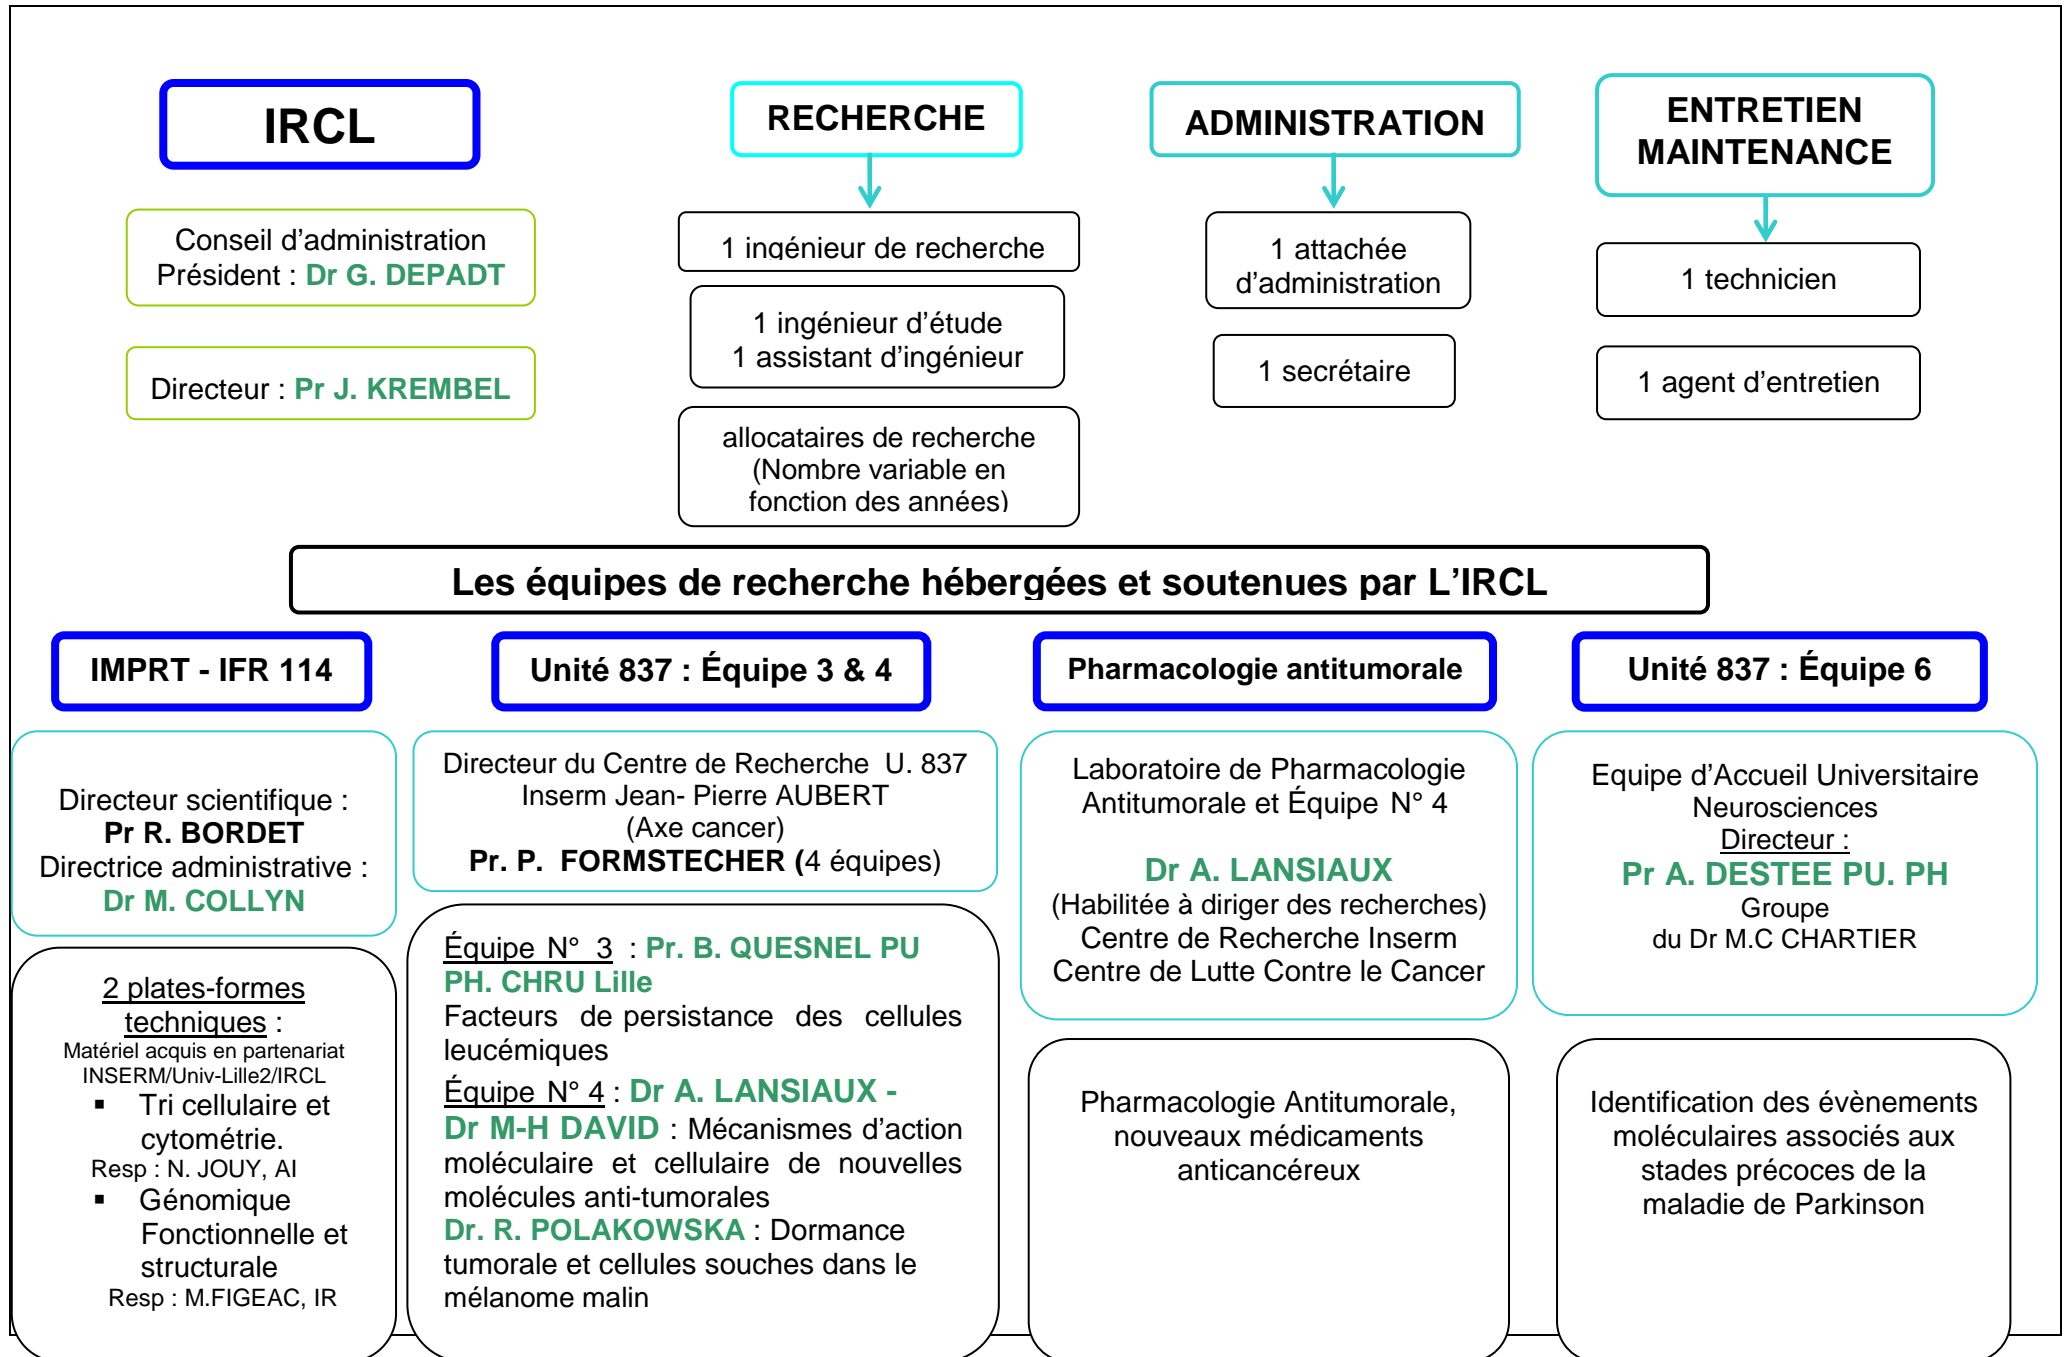 IRCL
Conseil d’administration
Président : Dr G. DEPADT
Directeur : Pr J. KREMBEL
RECHERCHE
1 ingénieur de recherche
1 ingénieur d’étude
1 assistant d’ingénieur
allocataires de recherche
(Nombre variable en
fonction des années)
ADMINISTRATION
1 attachée
d’administration
1 secrétaire
ENTRETIEN
MAINTENANCE
1 technicien
1 agent d’entretien
Les équipes de recherche hébergées et soutenues par L’IRCL
IMPRT - IFR 114
Directeur scientifique :
Pr R. BORDET
Directrice administrative :
Dr M. COLLYN
2 plates-formes
techniques :
Matériel acquis en partenariat
INSERM/Univ-Lille2/IRCL
▪ Tri cellulaire et
cytométrie.
Resp : N. JOUY, AI
▪ Génomique
Fonctionnelle et
structurale
Resp : M.FIGEAC, IR
Unité 837 : Équipe 3 & 4
Directeur du Centre de Recherche U. 837
Inserm Jean- Pierre AUBERT
(Axe cancer)
Pr. P. FORMSTECHER (4 équipes)
Équipe N° 3 : Pr. B. QUESNEL PU
PH. CHRU Lille
Facteurs de persistance des cellules
leucémiques
Équipe N° 4 : Dr A. LANSIAUX -
Dr M-H DAVID : Mécanismes d’action
moléculaire et cellulaire de nouvelles
molécules anti-tumorales
Dr. R. POLAKOWSKA : Dormance
tumorale et cellules souches dans le
mélanome malin
Pharmacologie antitumorale
Laboratoire de Pharmacologie
Antitumorale et Équipe N° 4
Dr A. LANSIAUX
(Habilitée à diriger des recherches)
Centre de Recherche Inserm
Centre de Lutte Contre le Cancer
Pharmacologie Antitumorale,
nouveaux médicaments
anticancéreux
Unité 837 : Équipe 6
Equipe d’Accueil Universitaire
Neurosciences
Directeur :
Pr A. DESTEE PU. PH
Groupe
du Dr M.C CHARTIER
Identification des évènements
moléculaires associés aux
stades précoces de la
maladie de Parkinson